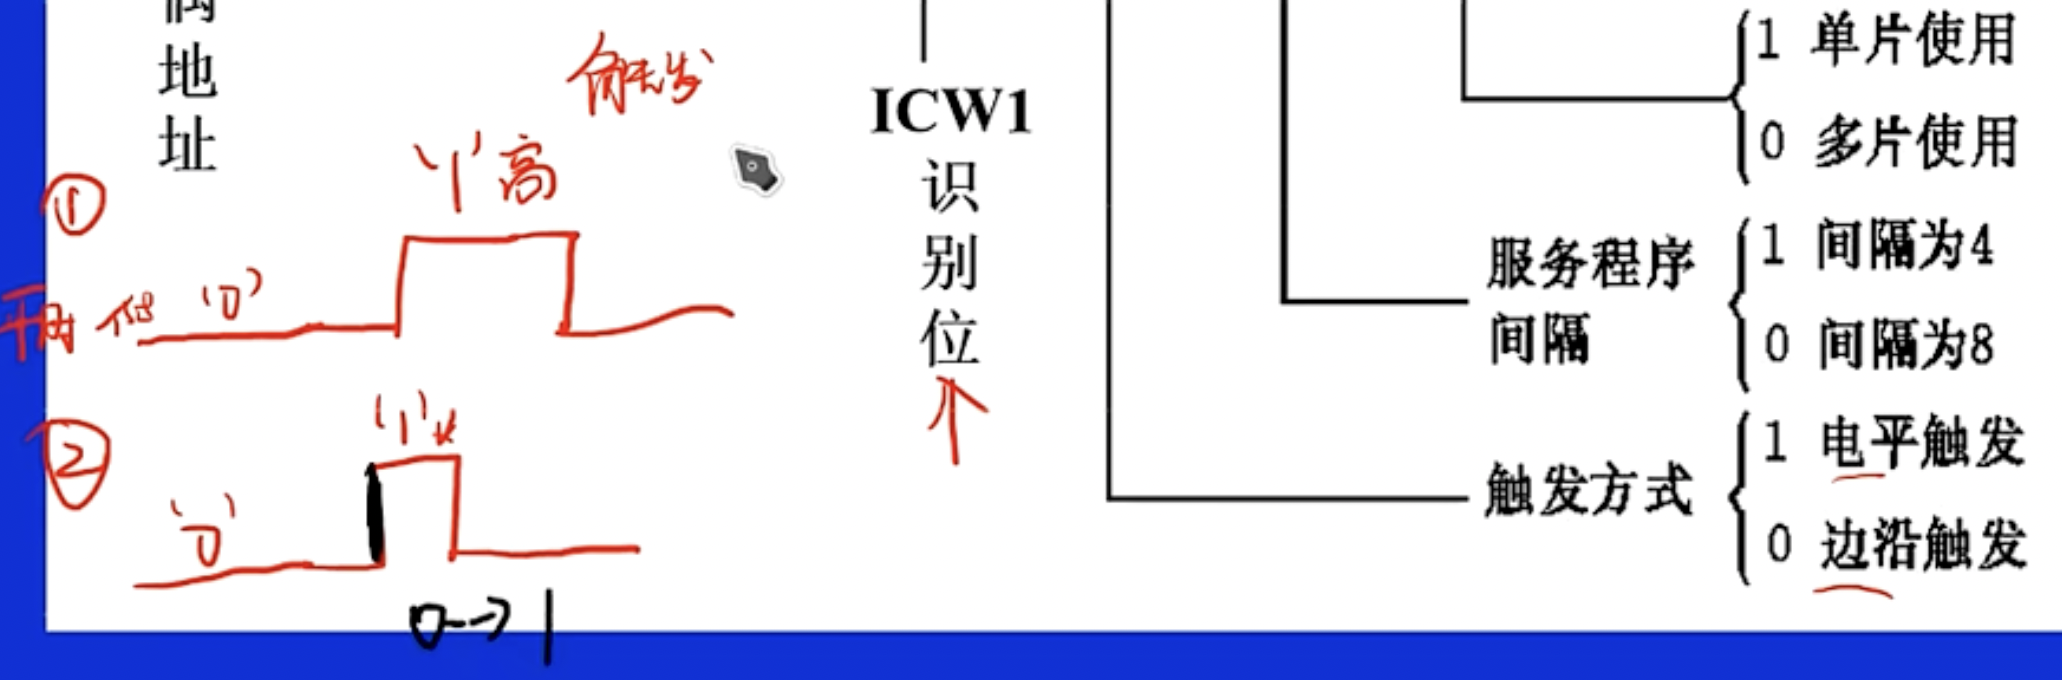 偶地址
触发
ICW1
识别位
1 单片使用
0 多片使用
①
'1' 高
'0'
服务程序
间隔
1 间隔为4
0 间隔为8
②
'1'
'0'
0→1
触发方式
1 电平触发
0 边沿触发